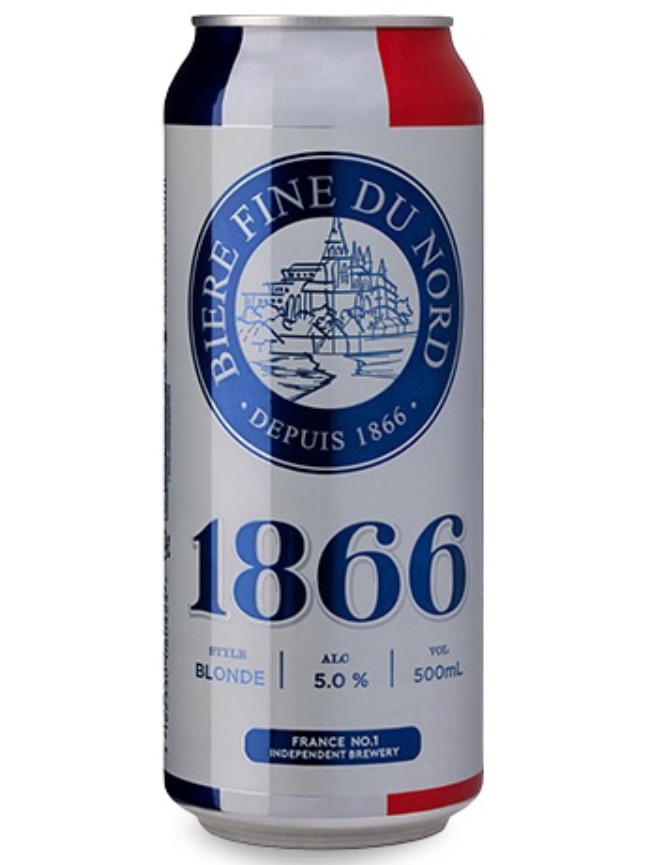 BIERE FINE DU NORD
· DEPUIS 1866 ·
1866
STYLE ALC VOL
BLONDE 5.0 % 500mL
FRANCE NO.1
INDEPENDENT BREWERY